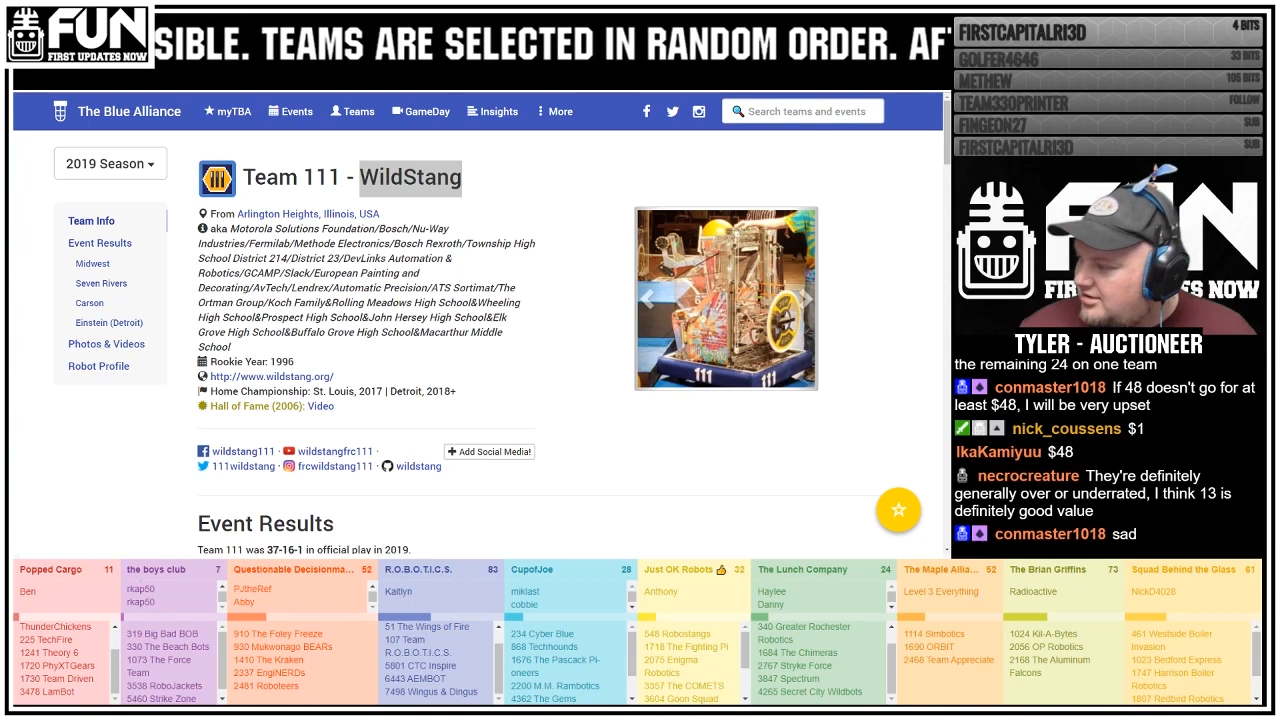 FUN
FIRST UPDATES NOW
SIBLE. TEAMS ARE SELECTED IN RANDOM ORDER. AF
FIRSTCAPITALRI3D 4 BITS
GOLFER4646 33 BITS
METHEW 105 BITS
TEAM330PRINTER FOLLOW
FINGEON27 SUB
FIRSTCAPITALRI3D SUB
The Blue Alliance
myTBA
Events
Teams
GameDay
Insights
More
Search teams and events
2019 Season
Team Info
Event Results
Midwest
Seven Rivers
Carson
Einstein (Detroit)
Photos & Videos
Robot Profile
Team 111 - WildStang
From Arlington Heights, Illinois, USA
aka Motorola Solutions Foundation/Bosch/Nu-Way
Industries/Fermilab/Methode Electronics/Bosch Rexroth/Township High
School District 214/District 23/DevLinks Automation &
Robotics/GCAMP/Slack/European Painting and
Decorating/AvTech/Lendrex/Automatic Precision/ATS Sortimat/The
Ortman Group/Koch Family&Rolling Meadows High School&Wheeling
High School&Prospect High School&John Hersey High School&Elk
Grove High School&Buffalo Grove High School&Macarthur Middle
School
Rookie Year: 1996
http://www.wildstang.org/
Home Championship: St. Louis, 2017 | Detroit, 2018+
Hall of Fame (2006): Video
wildstang111 · wildstangfrc111 ·
111wildstang · frcwildstang111 · wildstang
Add Social Media!
111
111
Event Results
Team 111 was 37-16-1 in official play in 2019.
FUN
FIRST UPDATES NOW
TYLER - AUCTIONEER
the remaining 24 on one team
conmaster1018 If 48 doesn't go for at
least $48, I will be very upset
nick_coussens $1
IkaKamiyuu $48
necrocreature They're definitely
generally over or underrated, I think 13 is
definitely good value
conmaster1018 sad
Popped Cargo 11
Ben
ThunderChickens
225 TechFire
1241 Theory 6
1720 PhyXTGears
1730 Team Driven
3478 LamBot
the boys club 7
rkap50
rkap50
319 Big Bad BOB
330 The Beach Bots
1073 The Force
Team
3538 RoboJackets
5460 Strike Zone
Questionable Decisionma... 52
PJtheRef
Abby
910 The Foley Freeze
930 Mukwonago BEARs
1410 The Kraken
2337 EngiNERDs
2481 Roboteers
R.O.B.O.T.I.C.S. 83
Kaitlyn
51 The Wings of Fire
107 Team
R.O.B.O.T.I.C.S.
5801 CTC Inspire
6443 AEMBOT
7498 Wingus & Dingus
CupofJoe 28
miklast
cobbie
234 Cyber Blue
868 Techhounds
1676 The Pascack Pi-
oneers
2200 M.M. Rambotics
4362 The Gems
Just OK Robots 32
Anthony
548 Robostangs
1718 The Fighting Pi
2075 Enigma
Robotics
3357 The COMETS
3604 Goon Squad
The Lunch Company 24
Haylee
Danny
340 Greater Rochester
Robotics
1684 The Chimeras
2767 Stryke Force
3847 Spectrum
4265 Secret City Wildbots
The Maple Allia... 52
Level 3 Everything
1114 Simbotics
1690 ORBIT
2468 Team Appreciate
The Brian Griffins 73
Radioactive
1024 Kil-A-Bytes
2056 OP Robotics
2168 The Aluminum
Falcons
Squad Behind the Glass 61
NickD4028
461 Westside Boiler
Invasion
1023 Bedford Express
1747 Harrison Boiler
Robotics
1807 Redbird Robotics